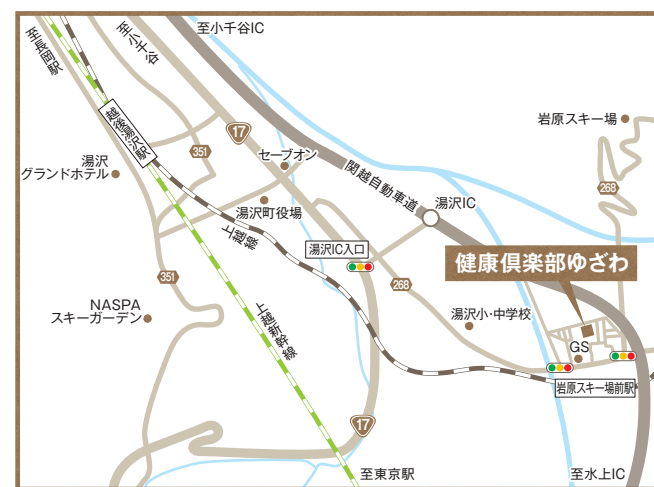 至小千谷IC
至長岡駅
至小千谷
岩原スキー場
17
越後湯沢駅
351
セーブオン
関越自動車道
湯沢
グランドホテル
268
湯沢町役場
湯沢IC
上越線
湯沢IC入口
健康倶楽部ゆざわ
351
268
NASPA
スキーガーデン
上越新幹線
湯沢小・中学校
GS
岩原スキー場前駅
17
至東京駅
至水上IC